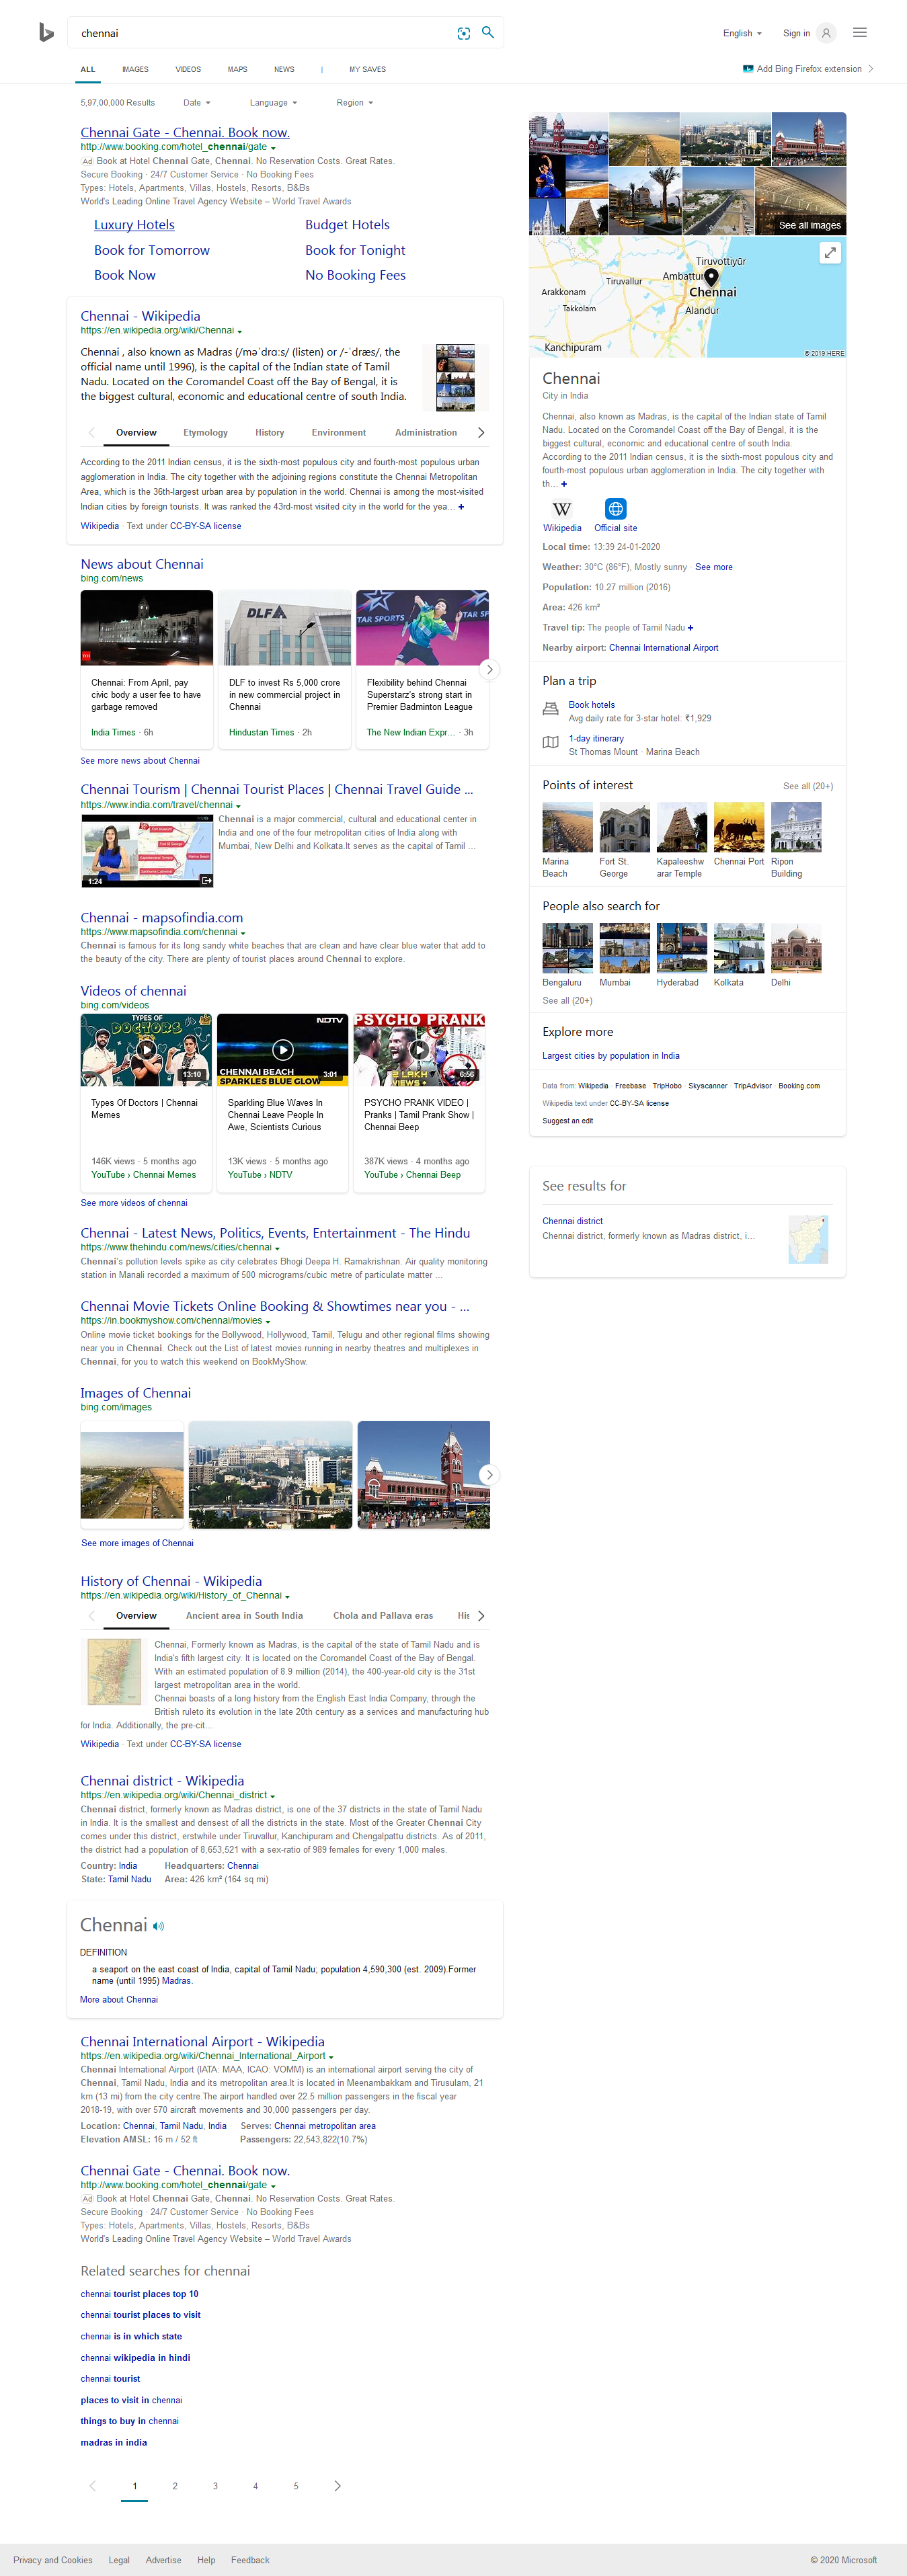 chennai
English
Sign in
ALL IMAGES VIDEOS MAPS NEWS | MY SAVES
Add Bing Firefox extension
5,97,00,000 Results Date Language Region
Chennai Gate - Chennai. Book now.
http://www.booking.com/hotel_chennai/gate
Ad Book at Hotel Chennai Gate, Chennai. No Reservation Costs. Great Rates.
Secure Booking · 24/7 Customer Service · No Booking Fees
Types: Hotels, Apartments, Villas, Hostels, Resorts, B&Bs
World's Leading Online Travel Agency Website – World Travel Awards
Luxury Hotels Budget Hotels
Book for Tomorrow Book for Tonight
Book Now No Booking Fees
Chennai - Wikipedia
https://en.wikipedia.org/wiki/Chennai
Chennai , also known as Madras (/məˈdrɑːs/ (listen) or /-ˈdræs/, the
official name until 1996), is the capital of the Indian state of Tamil
Nadu. Located on the Coromandel Coast off the Bay of Bengal, it is
the biggest cultural, economic and educational centre of south India.
Overview Etymology History Environment Administration
According to the 2011 Indian census, it is the sixth-most populous city and fourth-most populous urban
agglomeration in India. The city together with the adjoining regions constitute the Chennai Metropolitan
Area, which is the 36th-largest urban area by population in the world. Chennai is among the most-visited
Indian cities by foreign tourists. It was ranked the 43rd-most visited city in the world for the yea... +
Wikipedia · Text under CC-BY-SA license
News about Chennai
bing.com/news
DLF
STAR SPORTS
Chennai: From April, pay
civic body a user fee to have
garbage removed
India Times · 6h
DLF to invest Rs 5,000 crore
in new commercial project in
Chennai
Hindustan Times · 2h
Flexibility behind Chennai
Superstarz's strong start in
Premier Badminton League
The New Indian Expr... · 3h
See more news about Chennai
Chennai Tourism | Chennai Tourist Places | Chennai Travel Guide ...
https://www.india.com/travel/chennai
1:24
Chennai is a major commercial, cultural and educational center in
India and one of the four metropolitan cities of India along with
Mumbai, New Delhi and Kolkata.It serves as the capital of Tamil ...
Chennai - mapsofindia.com
https://www.mapsofindia.com/chennai
Chennai is famous for its long sandy white beaches that are clean and have clear blue water that add to
the beauty of the city. There are plenty of tourist places around Chennai to explore.
Videos of chennai
bing.com/videos
TYPES OF
DOCTORS
13:10
NDTV
CHENNAI BEACH
SPARKLES BLUE GLOW
3:01
PSYCHO PRANK
LAKH
VIEWS
6:56
Types Of Doctors | Chennai
Memes
146K views · 5 months ago
YouTube › Chennai Memes
Sparkling Blue Waves In
Chennai Leave People In
Awe, Scientists Curious
13K views · 5 months ago
YouTube › NDTV
PSYCHO PRANK VIDEO |
Pranks | Tamil Prank Show |
Chennai Beep
387K views · 4 months ago
YouTube › Chennai Beep
See more videos of chennai
Chennai - Latest News, Politics, Events, Entertainment - The Hindu
https://www.thehindu.com/news/cities/chennai
Chennai's pollution levels spike as city celebrates Bhogi Deepa H. Ramakrishnan. Air quality monitoring
station in Manali recorded a maximum of 500 micrograms/cubic metre of particulate matter ...
Chennai Movie Tickets Online Booking & Showtimes near you - ...
https://in.bookmyshow.com/chennai/movies
Online movie ticket bookings for the Bollywood, Hollywood, Tamil, Telugu and other regional films showing
near you in Chennai. Check out the List of latest movies running in nearby theatres and multiplexes in
Chennai, for you to watch this weekend on BookMyShow.
Images of Chennai
bing.com/images
See more images of Chennai
History of Chennai - Wikipedia
https://en.wikipedia.org/wiki/History_of_Chennai
Overview Ancient area in South India Chola and Pallava eras His
Chennai, Formerly known as Madras, is the capital of the state of Tamil Nadu and is
India's fifth largest city. It is located on the Coromandel Coast of the Bay of Bengal.
With an estimated population of 8.9 million (2014), the 400-year-old city is the 31st
largest metropolitan area in the world.
Chennai boasts of a long history from the English East India Company, through the
British ruleto its evolution in the late 20th century as a services and manufacturing hub
for India. Additionally, the pre-cit...
Wikipedia · Text under CC-BY-SA license
Chennai district - Wikipedia
https://en.wikipedia.org/wiki/Chennai_district
Chennai district, formerly known as Madras district, is one of the 37 districts in the state of Tamil Nadu
in India. It is the smallest and densest of all the districts in the state. Most of the Greater Chennai City
comes under this district, erstwhile under Tiruvallur, Kanchipuram and Chengalpattu districts. As of 2011,
the district had a population of 8,653,521 with a sex-ratio of 989 females for every 1,000 males.
Country: India Headquarters: Chennai
State: Tamil Nadu Area: 426 km² (164 sq mi)
Chennai
DEFINITION
a seaport on the east coast of India, capital of Tamil Nadu; population 4,590,300 (est. 2009).Former
name (until 1995) Madras.
More about Chennai
Chennai International Airport - Wikipedia
https://en.wikipedia.org/wiki/Chennai_International_Airport
Chennai International Airport (IATA: MAA, ICAO: VOMM) is an international airport serving the city of
Chennai, Tamil Nadu, India and its metropolitan area.It is located in Meenambakkam and Tirusulam, 21
km (13 mi) from the city centre.The airport handled over 22.5 million passengers in the fiscal year
2018-19, with over 570 aircraft movements and 30,000 passengers per day.
Location: Chennai, Tamil Nadu, India Serves: Chennai metropolitan area
Elevation AMSL: 16 m / 52 ft Passengers: 22,543,822(10.7%)
Chennai Gate - Chennai. Book now.
http://www.booking.com/hotel_chennai/gate
Ad Book at Hotel Chennai Gate, Chennai. No Reservation Costs. Great Rates.
Secure Booking · 24/7 Customer Service · No Booking Fees
Types: Hotels, Apartments, Villas, Hostels, Resorts, B&Bs
World's Leading Online Travel Agency Website – World Travel Awards
Related searches for chennai
chennai tourist places top 10
chennai tourist places to visit
chennai is in which state
chennai wikipedia in hindi
chennai tourist
places to visit in chennai
things to buy in chennai
madras in india
1 2 3 4 5
See all images
Tiruvottiyūr
Ambattur
Tiruvallur
Arakkonam
Chennai
Takkolam
Alandur
Kanchipuram
© 2019 HERE
Chennai
City in India
Chennai, also known as Madras, is the capital of the Indian state of Tamil
Nadu. Located on the Coromandel Coast off the Bay of Bengal, it is the
biggest cultural, economic and educational centre of south India.
According to the 2011 Indian census, it is the sixth-most populous city and
fourth-most populous urban agglomeration in India. The city together with
th... +
W
Wikipedia Official site
Local time: 13:39 24-01-2020
Weather: 30°C (86°F), Mostly sunny · See more
Population: 10.27 million (2016)
Area: 426 km²
Travel tip: The people of Tamil Nadu +
Nearby airport: Chennai International Airport
Plan a trip
Book hotels
Avg daily rate for 3-star hotel: ₹1,929
1-day itinerary
St Thomas Mount · Marina Beach
Points of interest See all (20+)
Marina
Beach
Fort St.
George
Kapaleeshw
arar Temple
Chennai Port
Ripon
Building
People also search for
Bengaluru Mumbai Hyderabad Kolkata Delhi
See all (20+)
Explore more
Largest cities by population in India
Data from: Wikipedia · Freebase · TripHobo · Skyscanner · TripAdvisor · Booking.com
Wikipedia text under CC-BY-SA license
Suggest an edit
See results for
Chennai district
Chennai district, formerly known as Madras district, i...
Privacy and Cookies Legal Advertise Help Feedback
© 2020 Microsoft